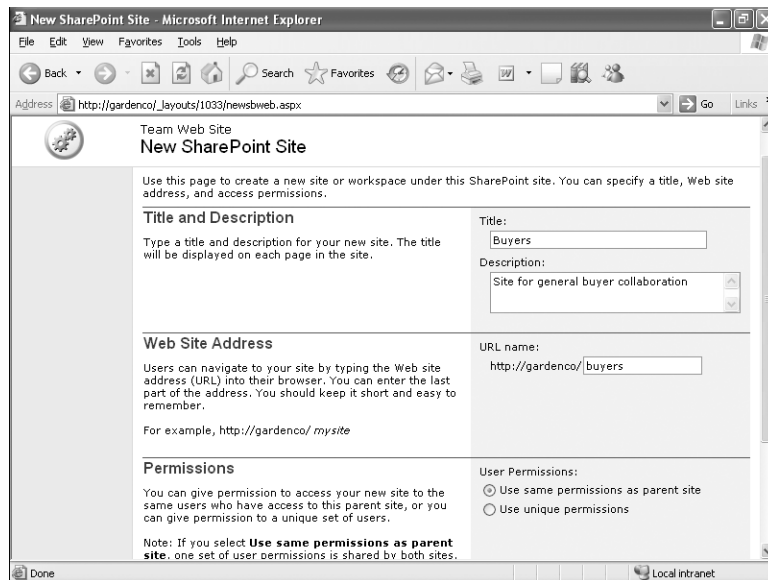 New SharePoint Site - Microsoft Internet Explorer
File Edit View Favorites Tools Help
Back Search Favorites
Address http://gardenco/_layouts/1033/newsbweb.aspx Go Links
Team Web Site
New SharePoint Site
Use this page to create a new site or workspace under this SharePoint site. You can specify a title, Web site
address, and access permissions.
Title and Description
Type a title and description for your new site. The title
will be displayed on each page in the site.
Title:
Buyers
Description:
Site for general buyer collaboration
Web Site Address
Users can navigate to your site by typing the Web site
address (URL) into their browser. You can enter the last
part of the address. You should keep it short and easy to
remember.
For example, http://gardenco/ mysite
URL name:
http://gardenco/ buyers
Permissions
You can give permission to access your new site to the
same users who have access to this parent site, or you
can give permission to a unique set of users.
Note: If you select Use same permissions as parent
site, one set of user permissions is shared by both sites.
User Permissions:
Use same permissions as parent site
Use unique permissions
Done Local intranet